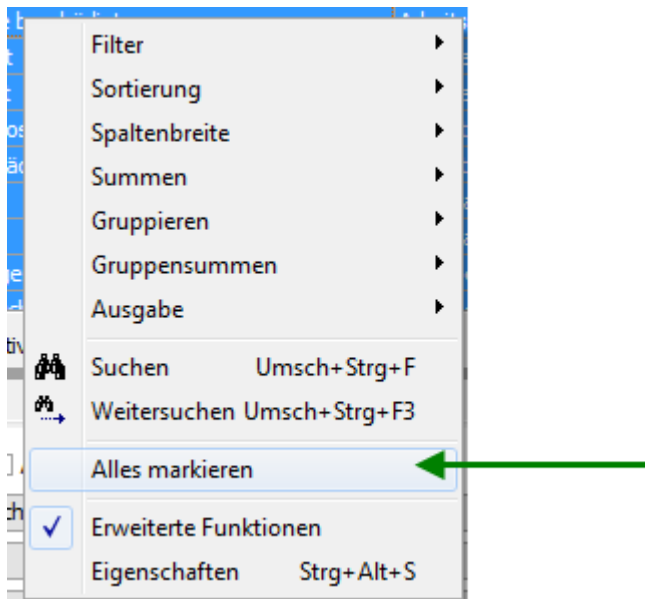 Filter
Sortierung
Spaltenbreite
Summen
Gruppieren
Gruppensummen
Ausgabe
Suchen Umsch+Strg+F
Weitersuchen Umsch+Strg+F3
Alles markieren
Erweiterte Funktionen
Eigenschaften Strg+Alt+S